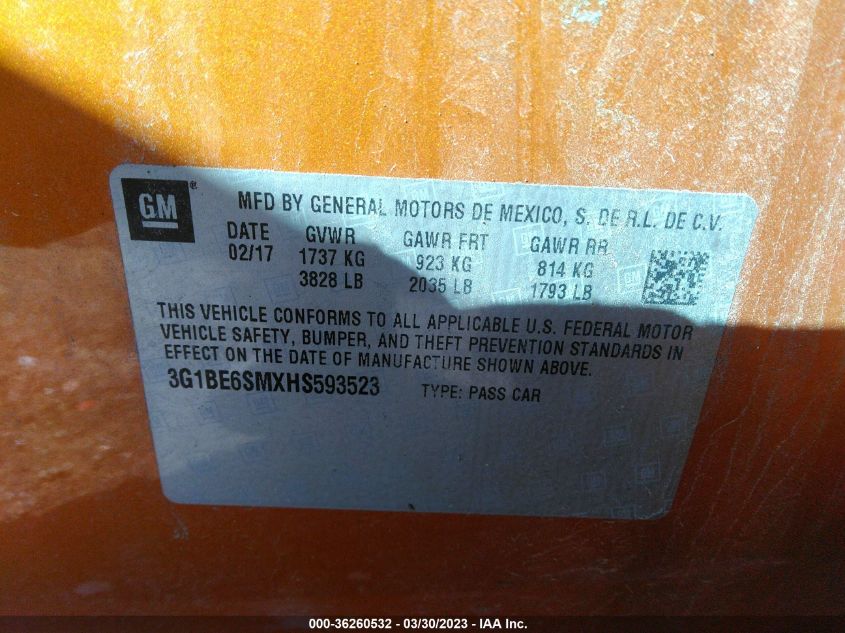 GM ®
MFD BY GENERAL MOTORS DE MEXICO, S. DE R.L. DE C.V.
DATE GVWR GAWR FRT GAWR RR
02/17 1737 KG 923 KG 814 KG
3828 LB 2035 LB 1793 LB
THIS VEHICLE CONFORMS TO ALL APPLICABLE U.S. FEDERAL MOTOR
VEHICLE SAFETY, BUMPER, AND THEFT PREVENTION STANDARDS IN
EFFECT ON THE DATE OF MANUFACTURE SHOWN ABOVE.
3G1BE6SMXHS593523 TYPE: PASS CAR
000-36260532 - 03/30/2023 - IAA Inc.